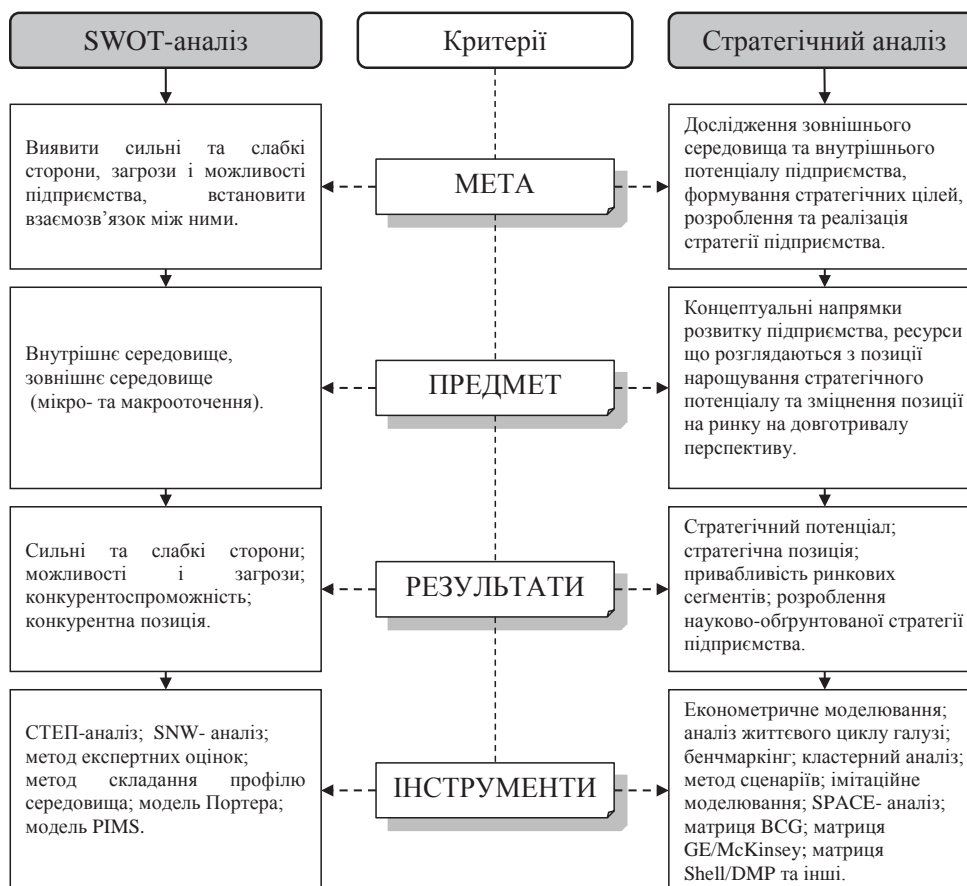 SWOT-аналіз
Критерії
Стратегічний аналіз
Виявити сильні та слабкі
сторони, загрози і можливості
підприємства, встановити
взаємозв’язок між ними.
МЕТА
Дослідження зовнішнього
середовища та внутрішнього
потенціалу підприємства,
формування стратегічних цілей,
розроблення та реалізація
стратегії підприємства.
Внутрішнє середовище,
зовнішнє середовище
(мікро- та макрооточення).
ПРЕДМЕТ
Концептуальні напрямки
розвитку підприємства, ресурси
що розглядаються з позиції
нарощування стратегічного
потенціалу та зміцнення позиції
на ринку на довготривалу
перспективу.
Сильні та слабкі сторони;
можливості і загрози;
конкурентоспроможність;
конкурентна позиція.
РЕЗУЛЬТАТИ
Стратегічний потенціал;
стратегічна позиція;
привабливість ринкових
сегментів; розроблення
науково-обґрунтованої стратегії
підприємства.
СТЕП-аналіз; SNW- аналіз;
метод експертних оцінок;
метод складання профілю
середовища; модель Портера;
модель PIMS.
ІНСТРУМЕНТИ
Економетричне моделювання;
аналіз життєвого циклу галузі;
бенчмаркінг; кластерний аналіз;
метод сценаріїв; імітаційне
моделювання; SPACE- аналіз;
матриця BCG; матриця
GE/McKinsey; матриця
Shell/DMP та інші.